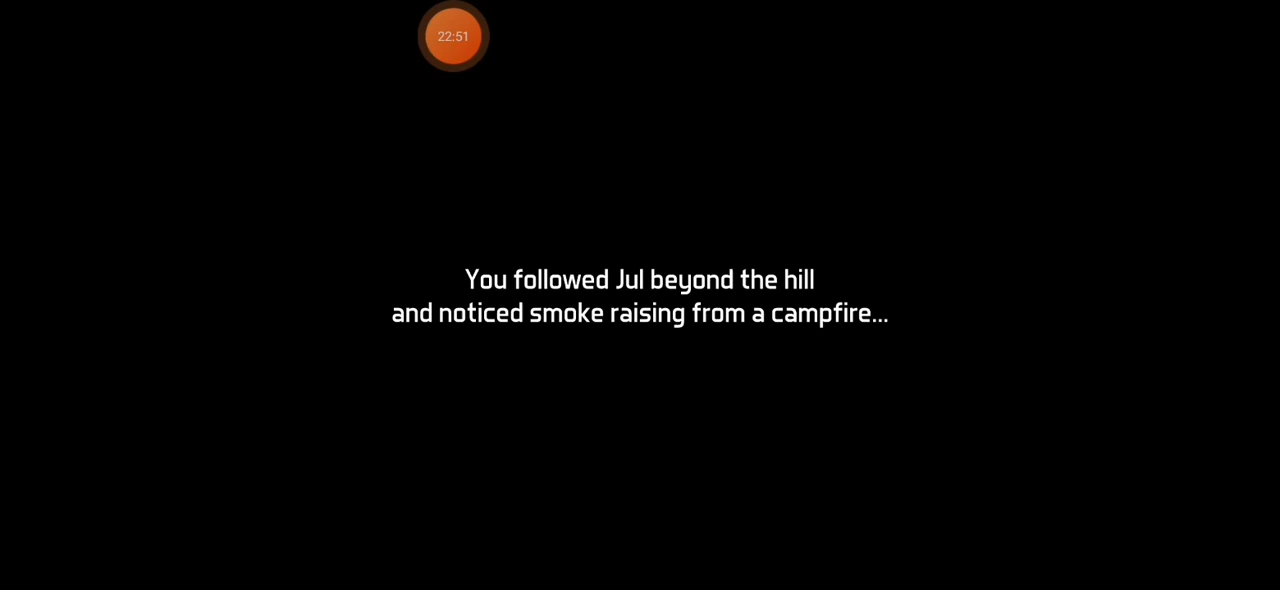 22:51
You followed Jul beyond the hill
and noticed smoke raising from a campfire...